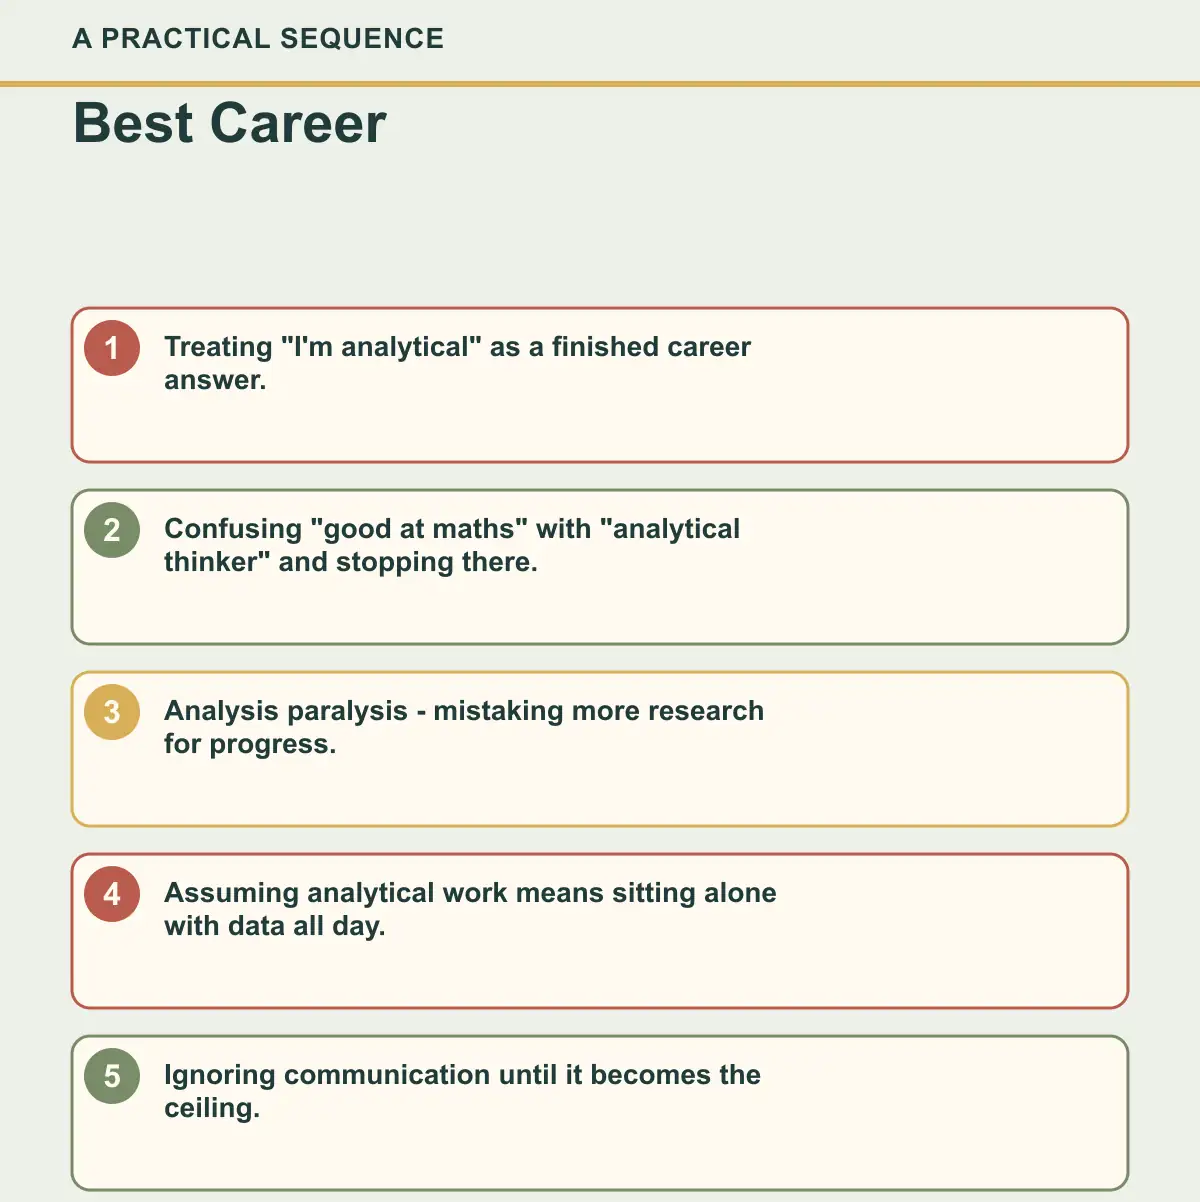 A PRACTICAL SEQUENCE
Best Career
1
Treating "I'm analytical" as a finished career
answer.
2
Confusing "good at maths" with "analytical
thinker" and stopping there.
3
Analysis paralysis - mistaking more research
for progress.
4
Assuming analytical work means sitting alone
with data all day.
5
Ignoring communication until it becomes the
ceiling.